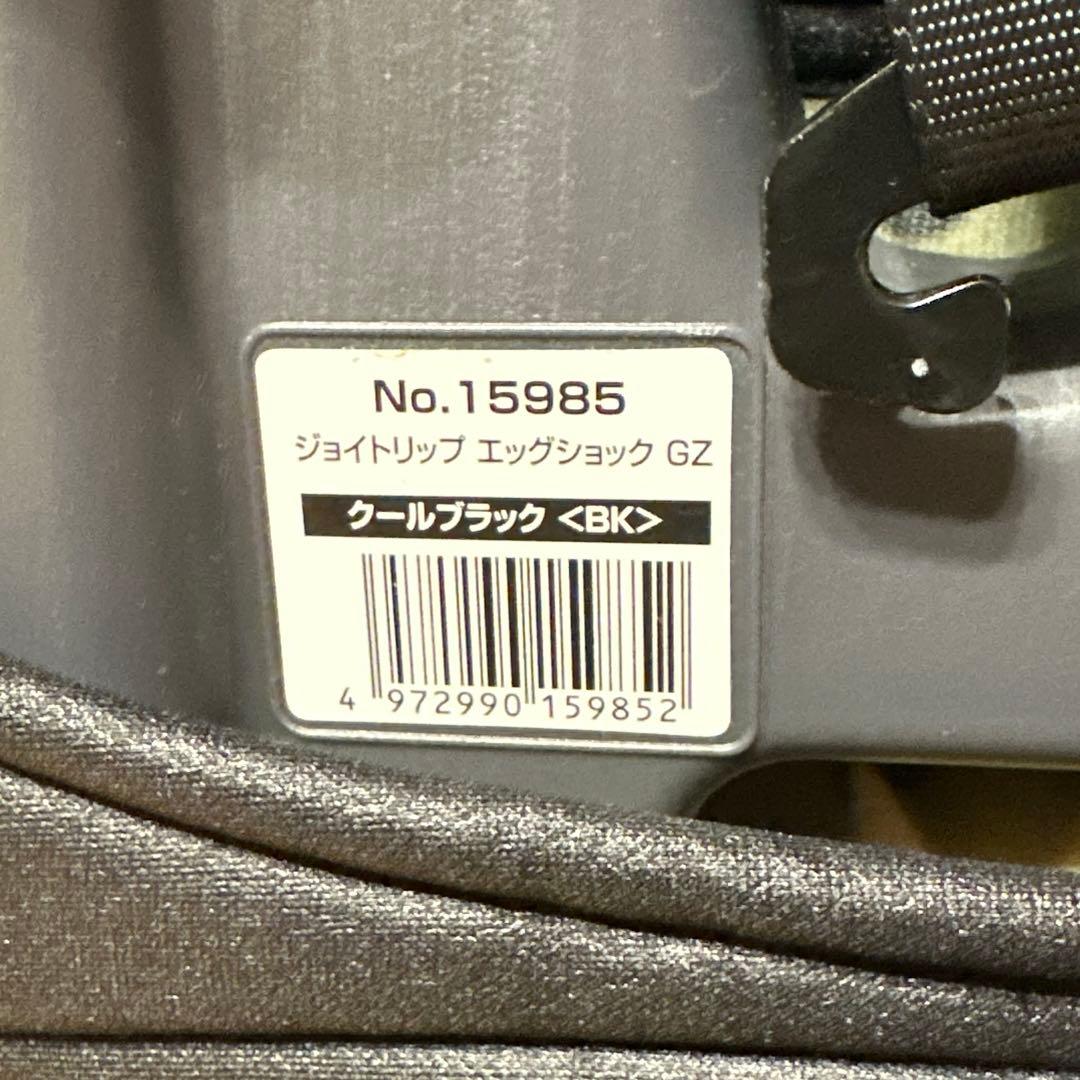 No.15985
ジョイトリップ エッグショック GZ
クールブラック <BK>
4 972990 159852